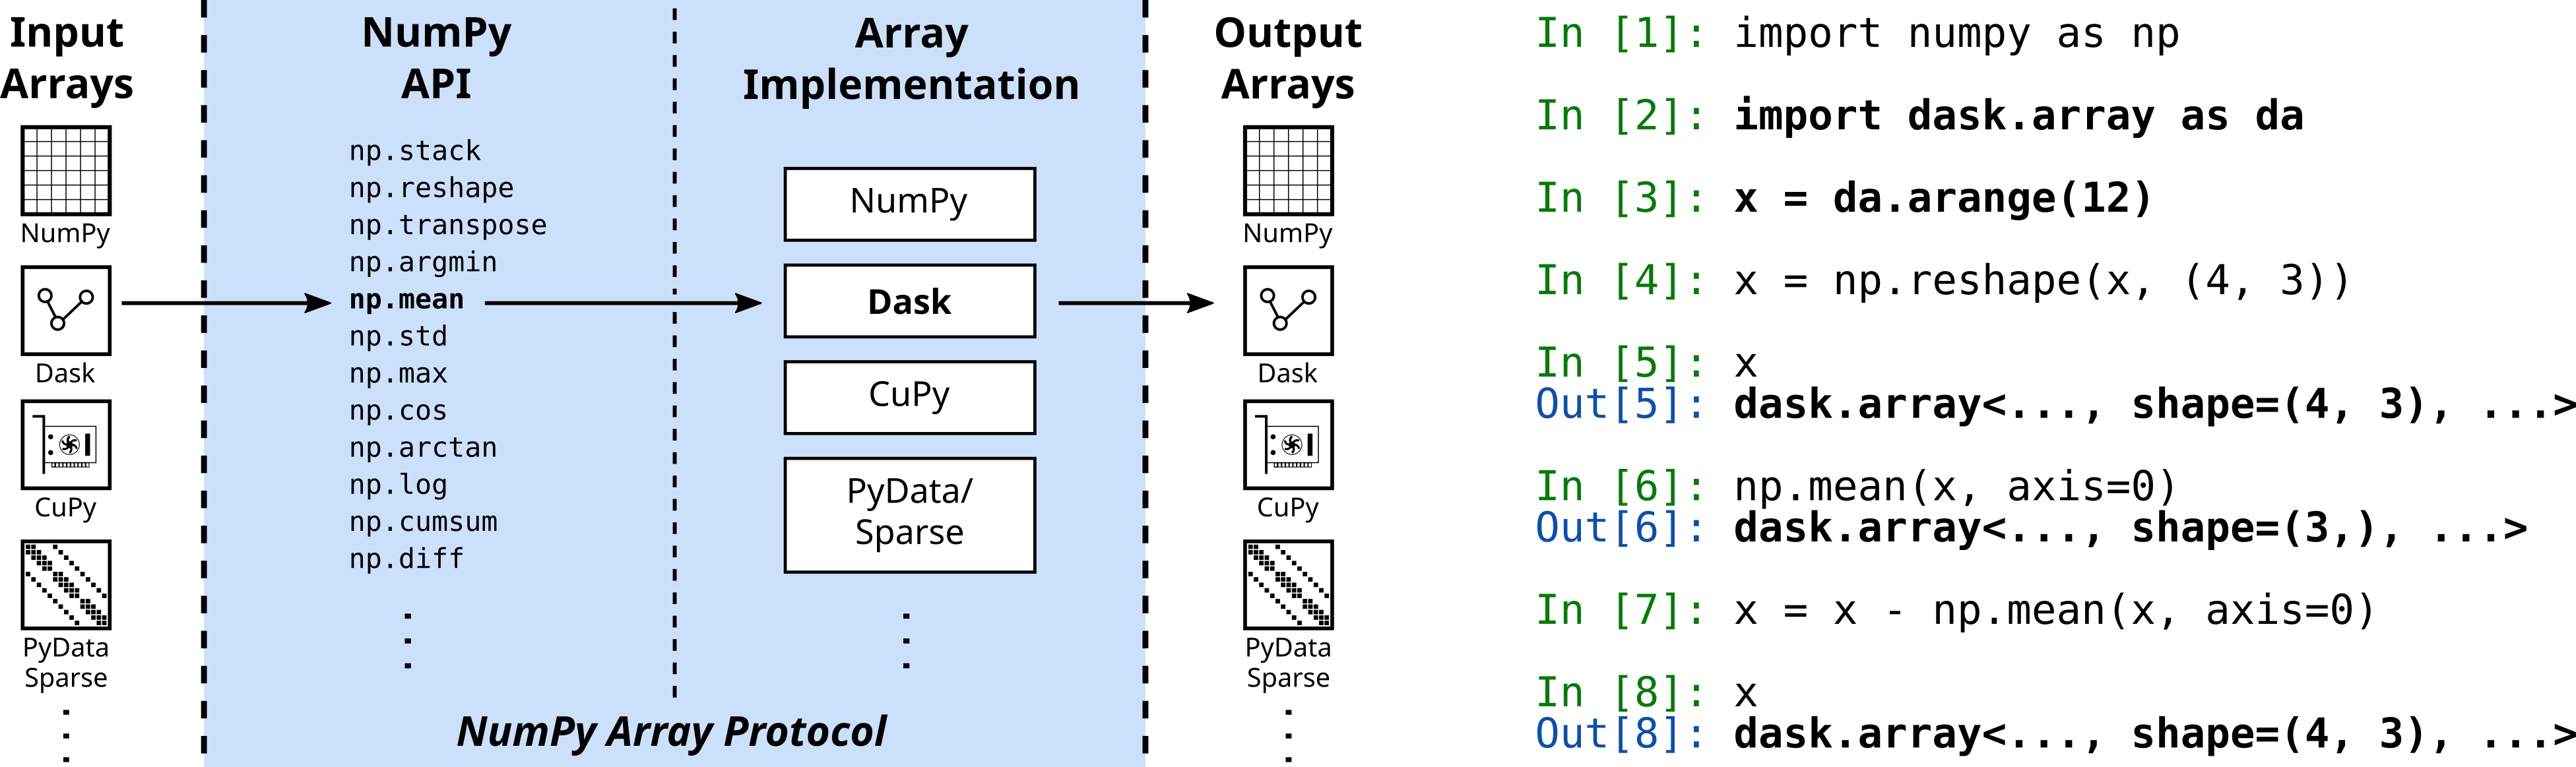 Input
Arrays
NumPy
Dask
CuPy
PyData
Sparse
NumPy
API
np.stack
np.reshape
np.transpose
np.argmin
np.mean
np.std
np.max
np.cos
np.arctan
np.log
np.cumsum
np.diff
Array
Implementation
NumPy
Dask
CuPy
PyData/
Sparse
NumPy Array Protocol
Output
Arrays
NumPy
Dask
CuPy
PyData
Sparse
In [1]: import numpy as np
In [2]: import dask.array as da
In [3]: x = da.arange(12)
In [4]: x = np.reshape(x, (4, 3))
In [5]: x
Out[5]: dask.array<..., shape=(4, 3), ...>
In [6]: np.mean(x, axis=0)
Out[6]: dask.array<..., shape=(3,), ...>
In [7]: x = x - np.mean(x, axis=0)
In [8]: x
Out[8]: dask.array<..., shape=(4, 3), ...>